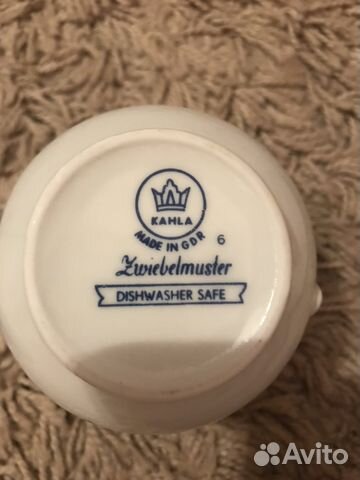 KAHLA
MADE IN GDR 6
Zwiebelmuster
DISHWASHER SAFE
Avito